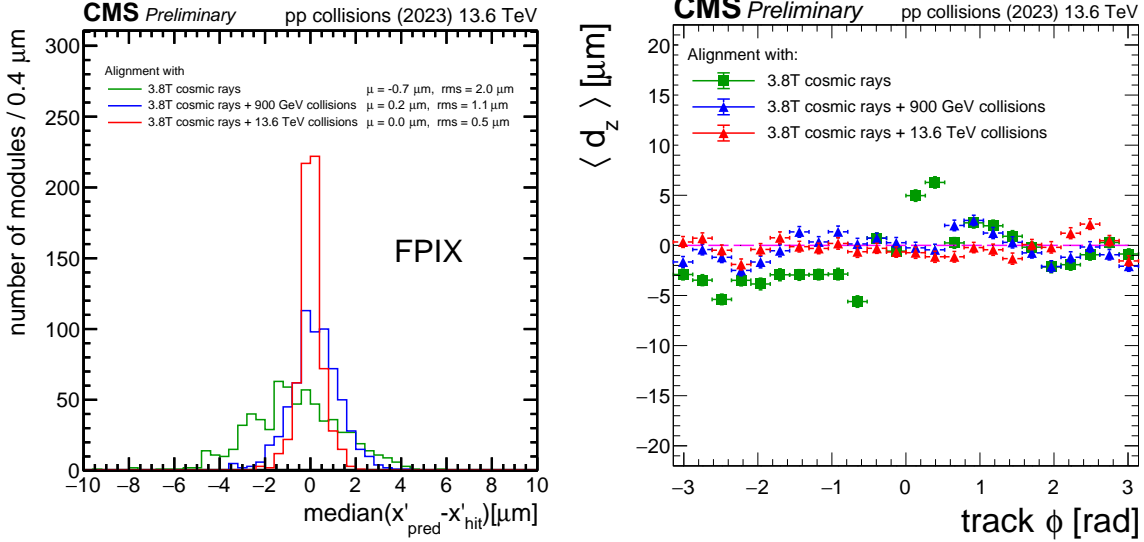 CMS Preliminary pp collisions (2023) 13.6 TeV
number of modules / 0.4 μm
300
250
200
150
100
50
0
Alignment with
3.8T cosmic rays μ = -0.7 μm, rms = 2.0 μm
3.8T cosmic rays + 900 GeV collisions μ = 0.2 μm, rms = 1.1 μm
3.8T cosmic rays + 13.6 TeV collisions μ = 0.0 μm, rms = 0.5 μm
FPIX
−10 −8 −6 −4 −2 0 2 4 6 8 10
median(x'pred-x'hit)[μm]
CMS Preliminary pp collisions (2023) 13.6 TeV
⟨ dz ⟩ [μm]
20
15
10
5
0
−5
−10
−15
−20
Alignment with:
3.8T cosmic rays
3.8T cosmic rays + 900 GeV collisions
3.8T cosmic rays + 13.6 TeV collisions
−3 −2 −1 0 1 2 3
track ϕ [rad]